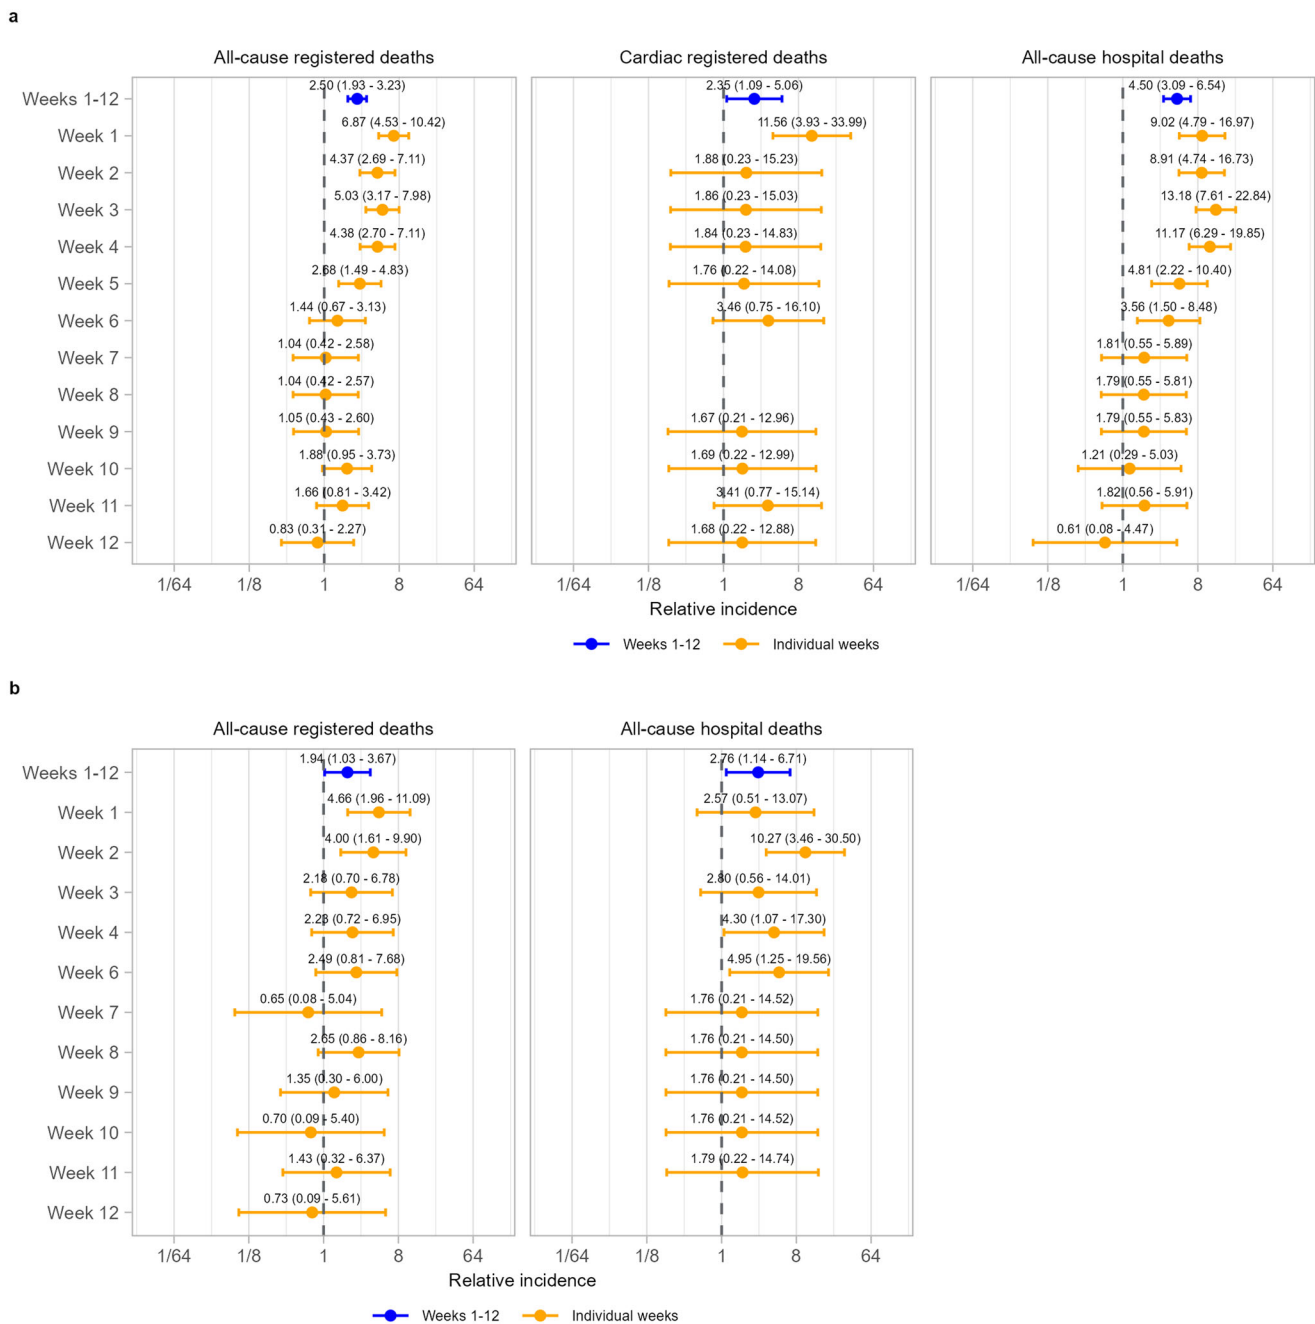 a
All-cause registered deaths Cardiac registered deaths All-cause hospital deaths
Weeks 1-12 2.50 (1.93 - 3.23) 2.35 (1.09 - 5.06) 4.50 (3.09 - 6.54)
Week 1 6.87 (4.53 - 10.42) 11.56 (3.93 - 33.99) 9.02 (4.79 - 16.97)
Week 2 4.37 (2.69 - 7.11) 1.88 (0.23 - 15.23) 8.91 (4.74 - 16.73)
Week 3 5.03 (3.17 - 7.98) 1.86 (0.23 - 15.03) 13.18 (7.61 - 22.84)
Week 4 4.38 (2.70 - 7.11) 1.84 (0.23 - 14.83) 11.17 (6.29 - 19.85)
Week 5 2.68 (1.49 - 4.83) 1.76 (0.22 - 14.08) 4.81 (2.22 - 10.40)
Week 6 1.44 (0.67 - 3.13) 3.46 (0.75 - 16.10) 3.56 (1.50 - 8.48)
Week 7 1.04 (0.42 - 2.58) 1.81 (0.55 - 5.89)
Week 8 1.04 (0.42 - 2.57) 1.79 (0.55 - 5.81)
Week 9 1.05 (0.43 - 2.60) 1.67 (0.21 - 12.96) 1.79 (0.55 - 5.83)
Week 10 1.88 (0.95 - 3.73) 1.69 (0.22 - 12.99) 1.21 (0.29 - 5.03)
Week 11 1.66 (0.81 - 3.42) 3.41 (0.77 - 15.14) 1.82 (0.56 - 5.91)
Week 12 0.83 (0.31 - 2.27) 1.68 (0.22 - 12.88) 0.61 (0.08 - 4.47)
1/64 1/8 1 8 64 1/64 1/8 1 8 64 1/64 1/8 1 8 64
Relative incidence
Weeks 1-12 Individual weeks
b
All-cause registered deaths All-cause hospital deaths
Weeks 1-12 1.94 (1.03 - 3.67) 2.76 (1.14 - 6.71)
Week 1 4.66 (1.96 - 11.09) 2.57 (0.51 - 13.07)
Week 2 4.00 (1.61 - 9.90) 10.27 (3.46 - 30.50)
Week 3 2.18 (0.70 - 6.78) 2.80 (0.56 - 14.01)
Week 4 2.23 (0.72 - 6.95) 4.30 (1.07 - 17.30)
Week 6 2.49 (0.81 - 7.68) 4.95 (1.25 - 19.56)
Week 7 0.65 (0.08 - 5.04) 1.76 (0.21 - 14.52)
Week 8 2.65 (0.86 - 8.16) 1.76 (0.21 - 14.50)
Week 9 1.35 (0.30 - 6.00) 1.76 (0.21 - 14.50)
Week 10 0.70 (0.09 - 5.40) 1.76 (0.21 - 14.52)
Week 11 1.43 (0.32 - 6.37) 1.79 (0.22 - 14.74)
Week 12 0.73 (0.09 - 5.61)
1/64 1/8 1 8 64 1/64 1/8 1 8 64
Relative incidence
Weeks 1-12 Individual weeks